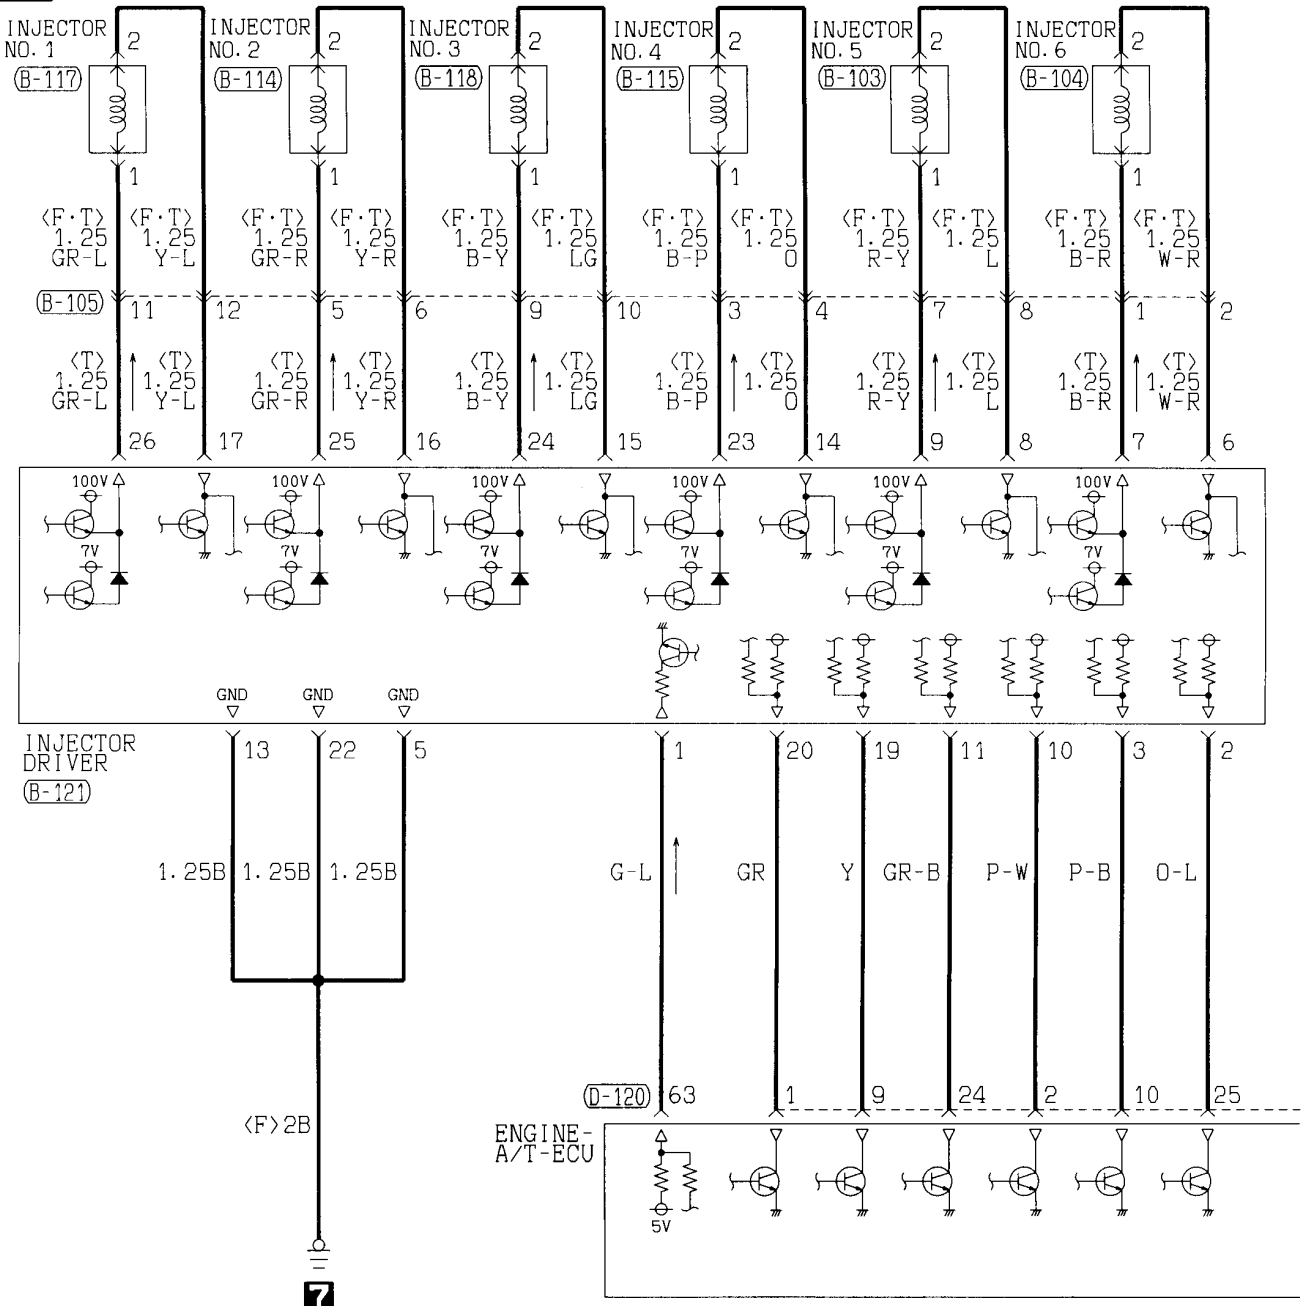 INJECTOR NO. 1 2 INJECTOR NO. 2 2 INJECTOR NO. 3 2 INJECTOR NO. 4 2 INJECTOR NO. 5 2 INJECTOR NO. 6 2
B-117 B-114 B-118 B-115 B-103 B-104
1 1 1 1 1 1
<F·T> <F·T> <F·T> <F·T> <F·T> <F·T> <F·T> <F·T> <F·T> <F·T> <F·T> <F·T>
1.25 1.25 1.25 1.25 1.25 1.25 1.25 1.25 1.25 1.25 1.25 1.25
GR-L Y-L GR-R Y-R B-Y LG B-P O R-Y L B-R W-R
B-105 11 12 5 6 9 10 3 4 7 8 1 2
<T> <T> <T> <T> <T> <T> <T> <T> <T> <T> <T> <T>
1.25 1.25 1.25 1.25 1.25 1.25 1.25 1.25 1.25 1.25 1.25 1.25
GR-L Y-L GR-R Y-R B-Y LG B-P O R-Y L B-R W-R
26 17 25 16 24 15 23 14 9 8 7 6
100V 100V 100V 100V 100V 100V
7V 7V 7V 7V 7V 7V
GND GND GND
INJECTOR DRIVER
B-121
13 22 5 1 20 19 11 10 3 2
1.25B 1.25B 1.25B G-L GR Y GR-B P-W P-B O-L
D-120 63 1 9 24 2 10 25
<F>2B
ENGINE-
A/T-ECU
5V
7